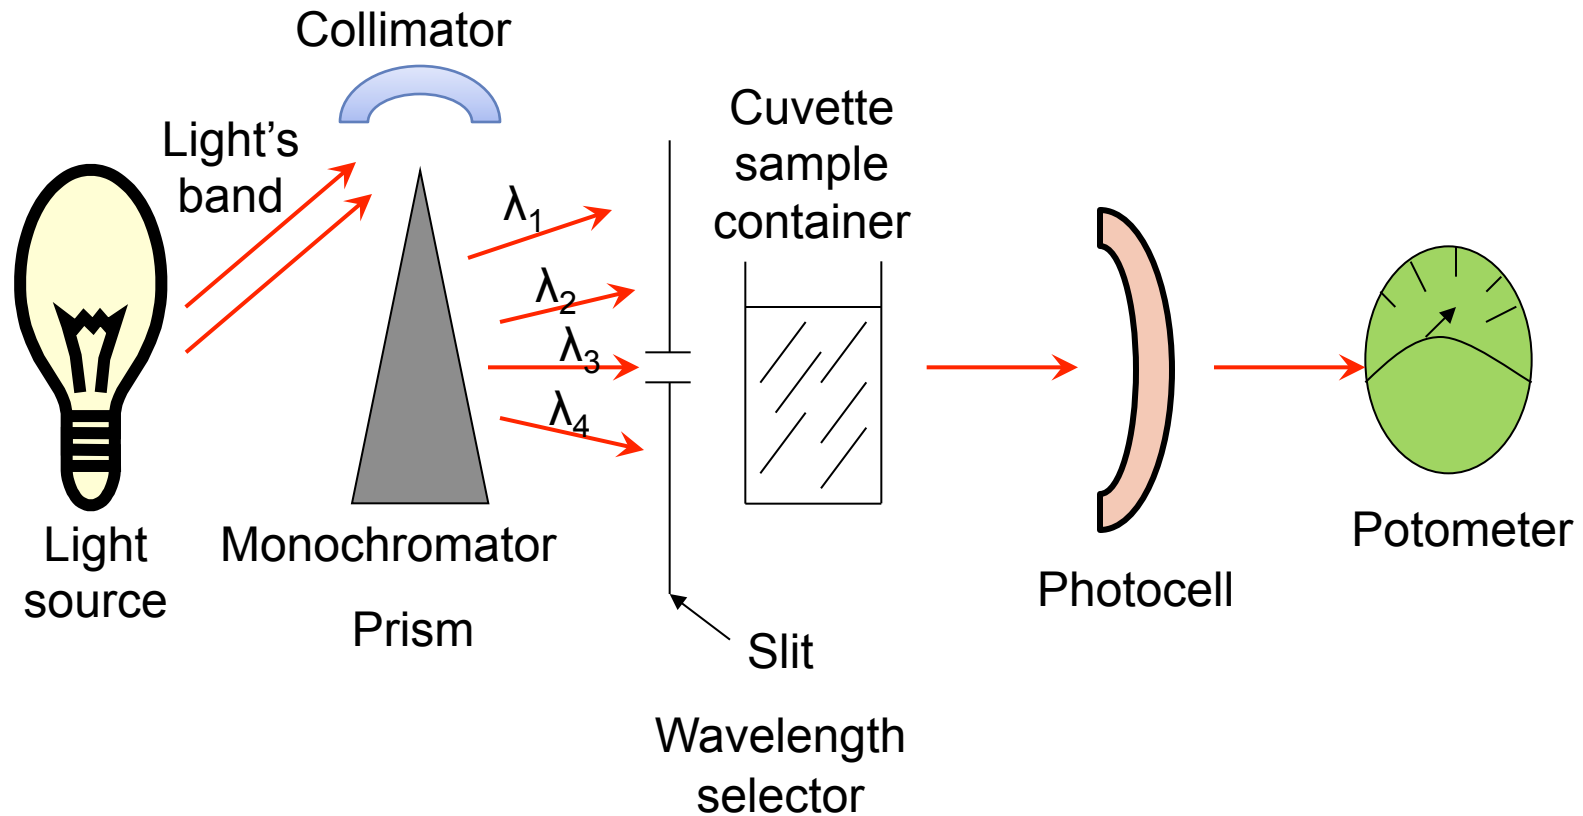 Collimator
Light’s
band
Cuvette
sample
container
λ1
λ2
λ3
λ4
Light
source
Monochromator
Prism
Slit
Wavelength
selector
Photocell
Potometer